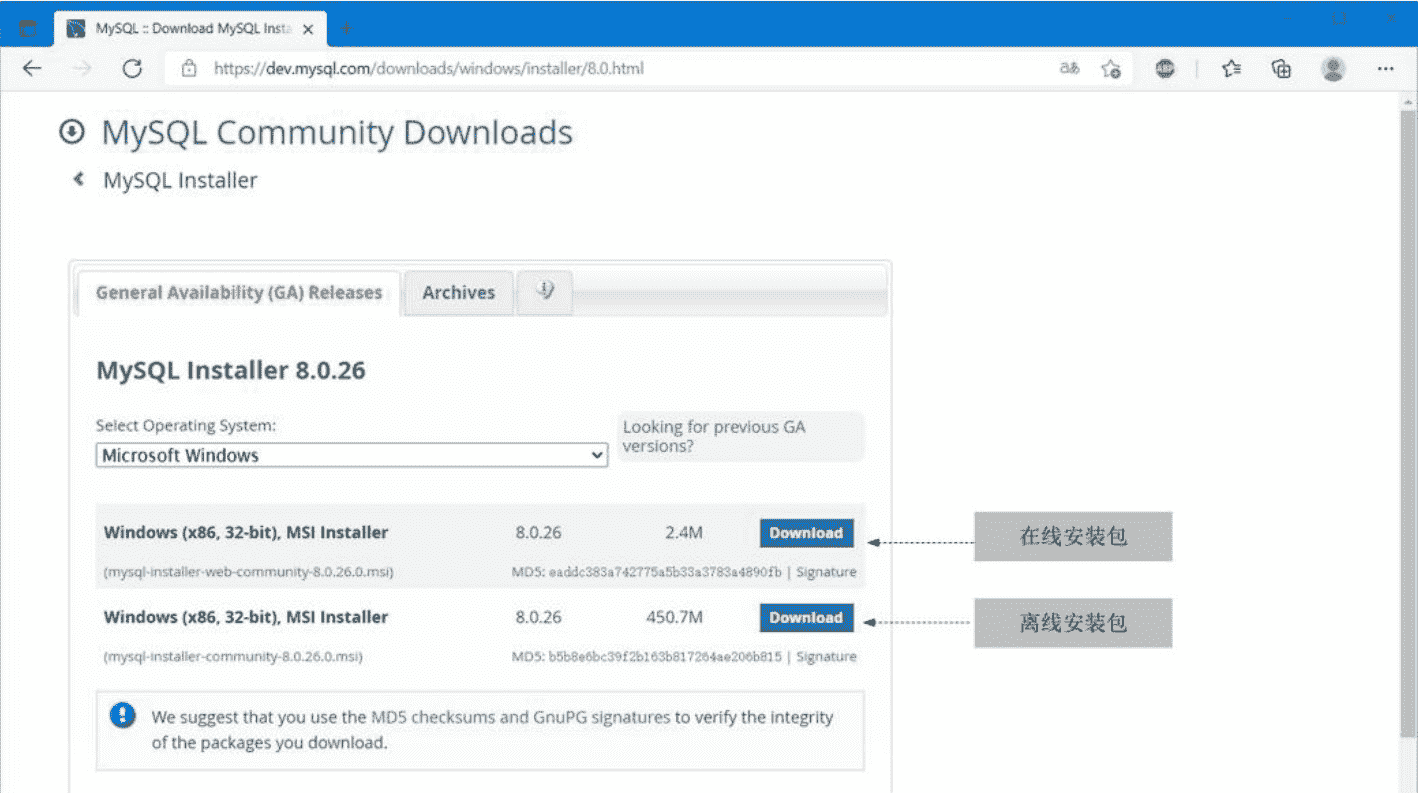 MySQL :: Download MySQL Insta
https://dev.mysql.com/downloads/windows/installer/8.0.html
MySQL Community Downloads
MySQL Installer
General Availability (GA) Releases
Archives
MySQL Installer 8.0.26
Select Operating System:
Looking for previous GA
versions?
Microsoft Windows
Windows (x86, 32-bit), MSI Installer 8.0.26 2.4M Download
在线安装包
(mysql-installer-web-community-8.0.26.0.msi) MD5: eaddc383a742775a5b33a3783a4890fb | Signature
Windows (x86, 32-bit), MSI Installer 8.0.26 450.7M Download
离线安装包
(mysql-installer-community-8.0.26.0.msi) MD5: b5b8e6bc39f2b163b817264ae206b815 | Signature
We suggest that you use the MD5 checksums and GnuPG signatures to verify the integrity
of the packages you download.